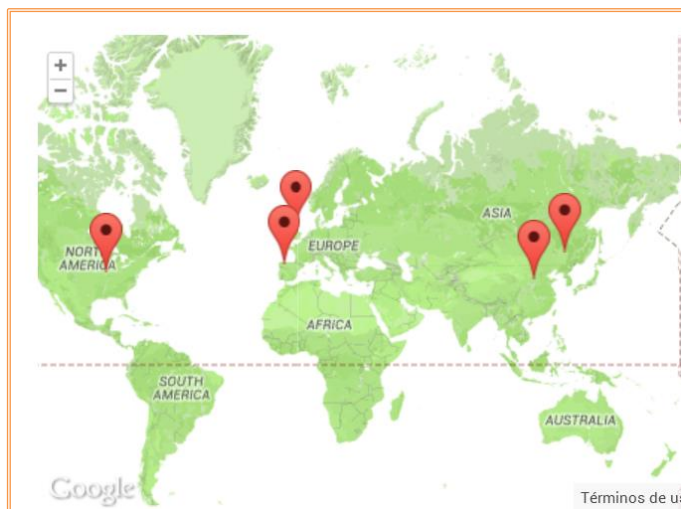 +
−
ASIA
EUROPE
NORTH
AMERICA
AFRICA
SOUTH
AMERICA
AUSTRALIA
Google
Términos de us